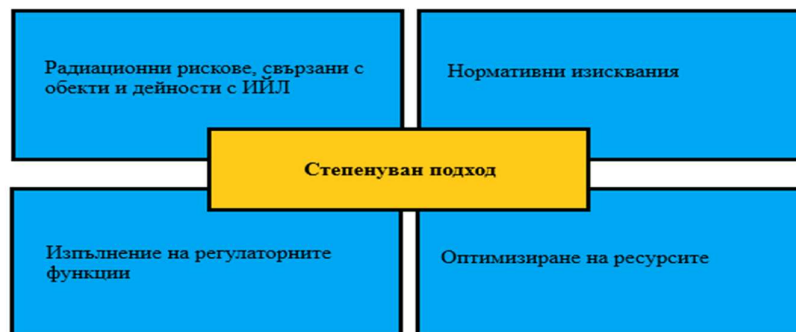 Радиационни рискове, свързани с
обекти и дейности с ИЙЛ
Нормативни изисквания
Степенуван подход
Изпълнение на регулаторните
функции
Оптимизиране на ресурсите